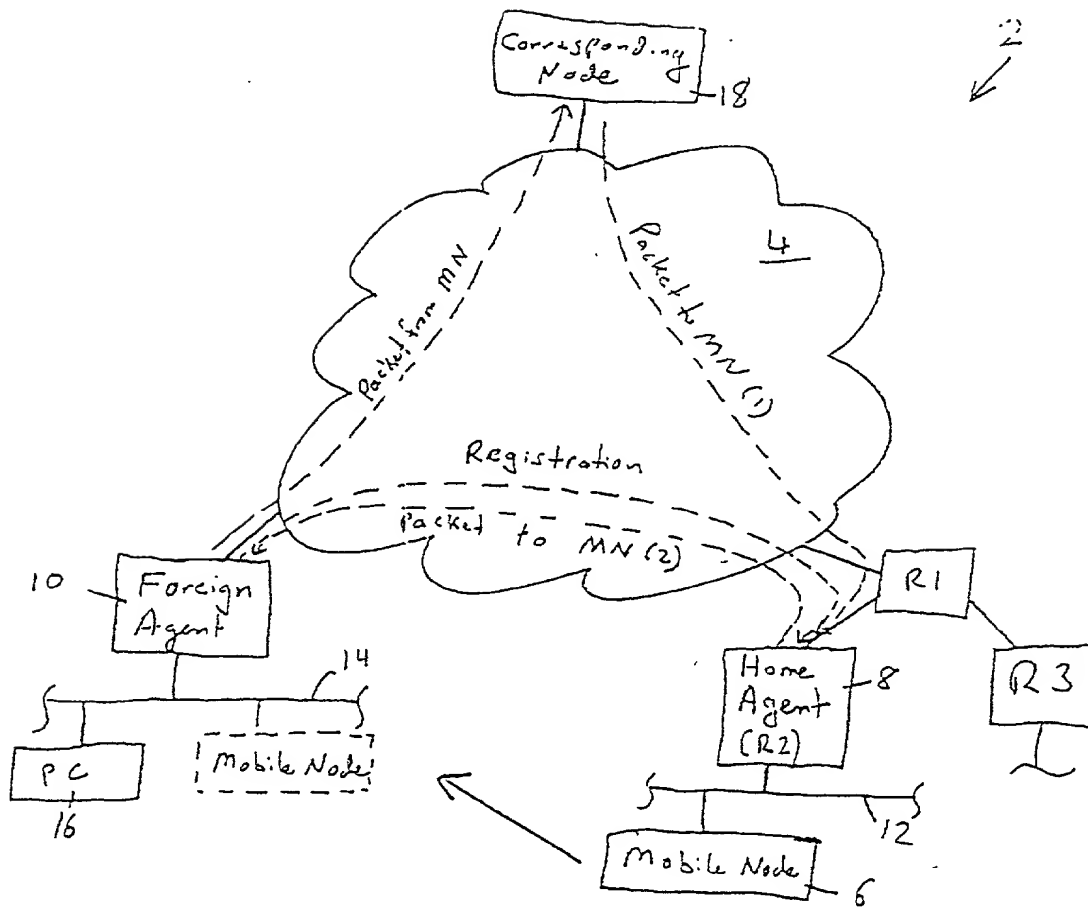 Corresponding
Node
18
2
4
Packet from MN
Packet to MN (1)
Registration
Packet to MN (2)
10
Foreign
Agent
R1
14
Home
Agent
(R2)
8
R3
PC
16
Mobile Node
12
Mobile Node
6